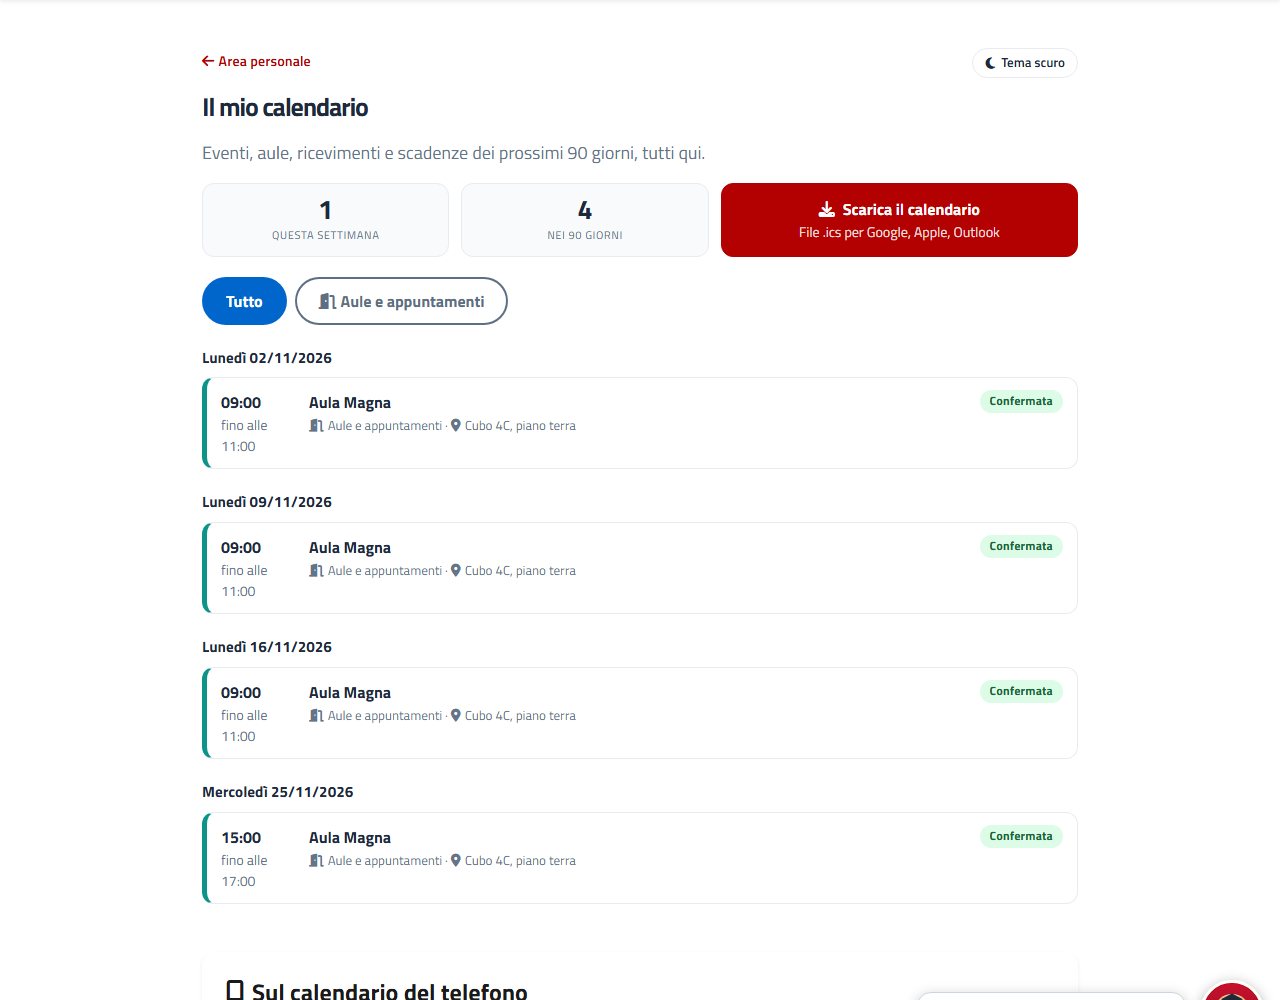 Area personale
Tema scuro
Il mio calendario
Eventi, aule, ricevimenti e scadenze dei prossimi 90 giorni, tutti qui.
1
QUESTA SETTIMANA
4
NEI 90 GIORNI
Scarica il calendario
File .ics per Google, Apple, Outlook
Tutto
Aule e appuntamenti
Lunedì 02/11/2026
09:00
fino alle
11:00
Aula Magna
Aule e appuntamenti · Cubo 4C, piano terra
Confermata
Lunedì 09/11/2026
09:00
fino alle
11:00
Aula Magna
Aule e appuntamenti · Cubo 4C, piano terra
Confermata
Lunedì 16/11/2026
09:00
fino alle
11:00
Aula Magna
Aule e appuntamenti · Cubo 4C, piano terra
Confermata
Mercoledì 25/11/2026
15:00
fino alle
17:00
Aula Magna
Aule e appuntamenti · Cubo 4C, piano terra
Confermata
Sul calendario del telefono